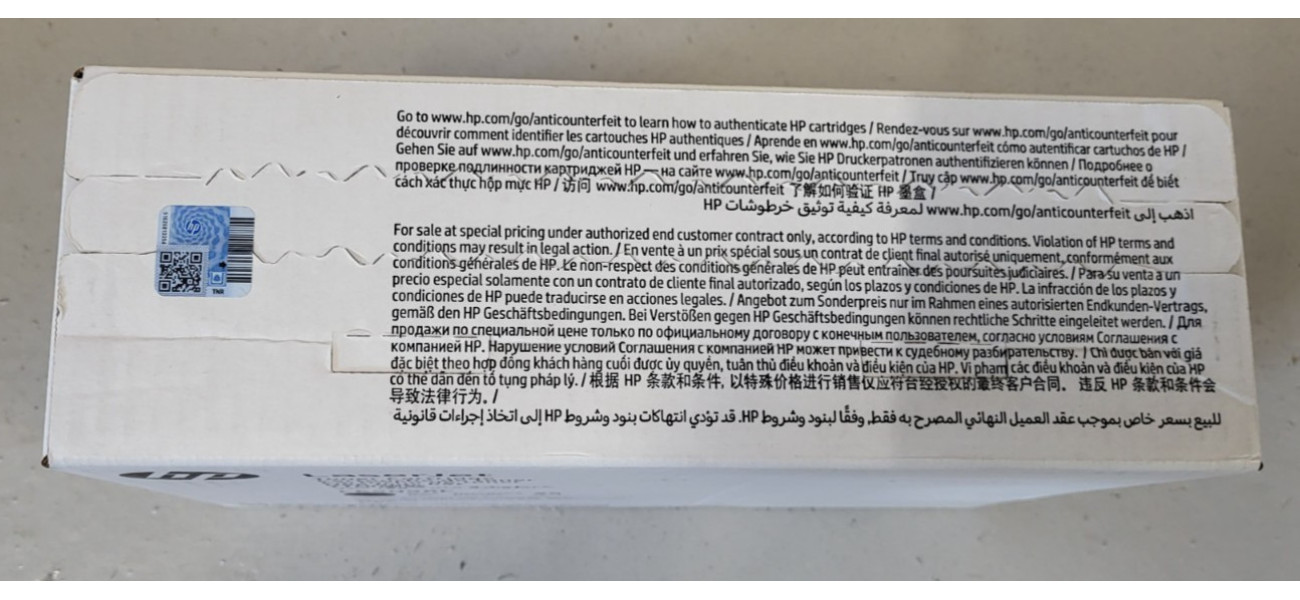 Go to www.hp.com/go/anticounterfeit to learn how to authenticate HP cartridges / Rendez-vous sur www.hp.com/go/anticounterfeit pour
découvrir comment identifier les cartouches HP authentiques / Aprende en www.hp.com/go/anticounterfeit cómo autentificar cartuchos de HP /
Gehen Sie auf www.hp.com/go/anticounterfeit und erfahren Sie, wie Sie HP Druckerpatronen authentifizieren können / Подробнее о
проверке подлинности картриджей HP — на сайте www.hp.com/go/anticounterfeit / Truy cập www.hp.com/go/anticounterfeit để biết
cách xác thực hộp mực HP / 访问 www.hp.com/go/anticounterfeit 了解如何验证 HP 墨盒 /
اذهب إلى www.hp.com/go/anticounterfeit لمعرفة كيفية توثيق خرطوشات HP
For sale at special pricing under authorized end customer contract only, according to HP terms and conditions. Violation of HP terms and
conditions may result in legal action. / En vente à un prix spécial sous un contrat de client final autorisé uniquement, conformément aux
conditions générales de HP. Le non-respect des conditions générales de HP peut entraîner des poursuites judiciaires. / Para su venta a un
precio especial solamente con un contrato de cliente final autorizado, según los plazos y condiciones de HP. La infracción de los plazos y
condiciones de HP puede traducirse en acciones legales. / Angebot zum Sonderpreis nur im Rahmen eines autorisierten Endkunden-Vertrags,
gemäß den HP Geschäftsbedingungen. Bei Verstößen gegen HP Geschäftsbedingungen können rechtliche Schritte eingeleitet werden. / Для
продажи по специальной цене только по официальному договору с конечным пользователем, согласно условиям Соглашения с
компанией HP. Нарушение условий Соглашения с компанией HP может привести к судебному разбирательству. / Chỉ được bán với giá
đặc biệt theo hợp đồng khách hàng cuối được ủy quyền, tuân thủ điều khoản và điều kiện của HP. Vi phạm các điều khoản và điều kiện của HP
có thể dẫn đến tố tụng pháp lý. / 根据 HP 条款和条件, 以特殊价格进行销售仅应符合经授权的最终客户合同。 违反 HP 条款和条件会
导致法律行为。 /
للبيع بسعر خاص بموجب عقد العميل النهائي المصرح به فقط، وفقًا لبنود وشروط HP. قد تؤدي انتهاكات بنود وشروط HP إلى اتخاذ إجراءات قانونية
TNR
LaserJet